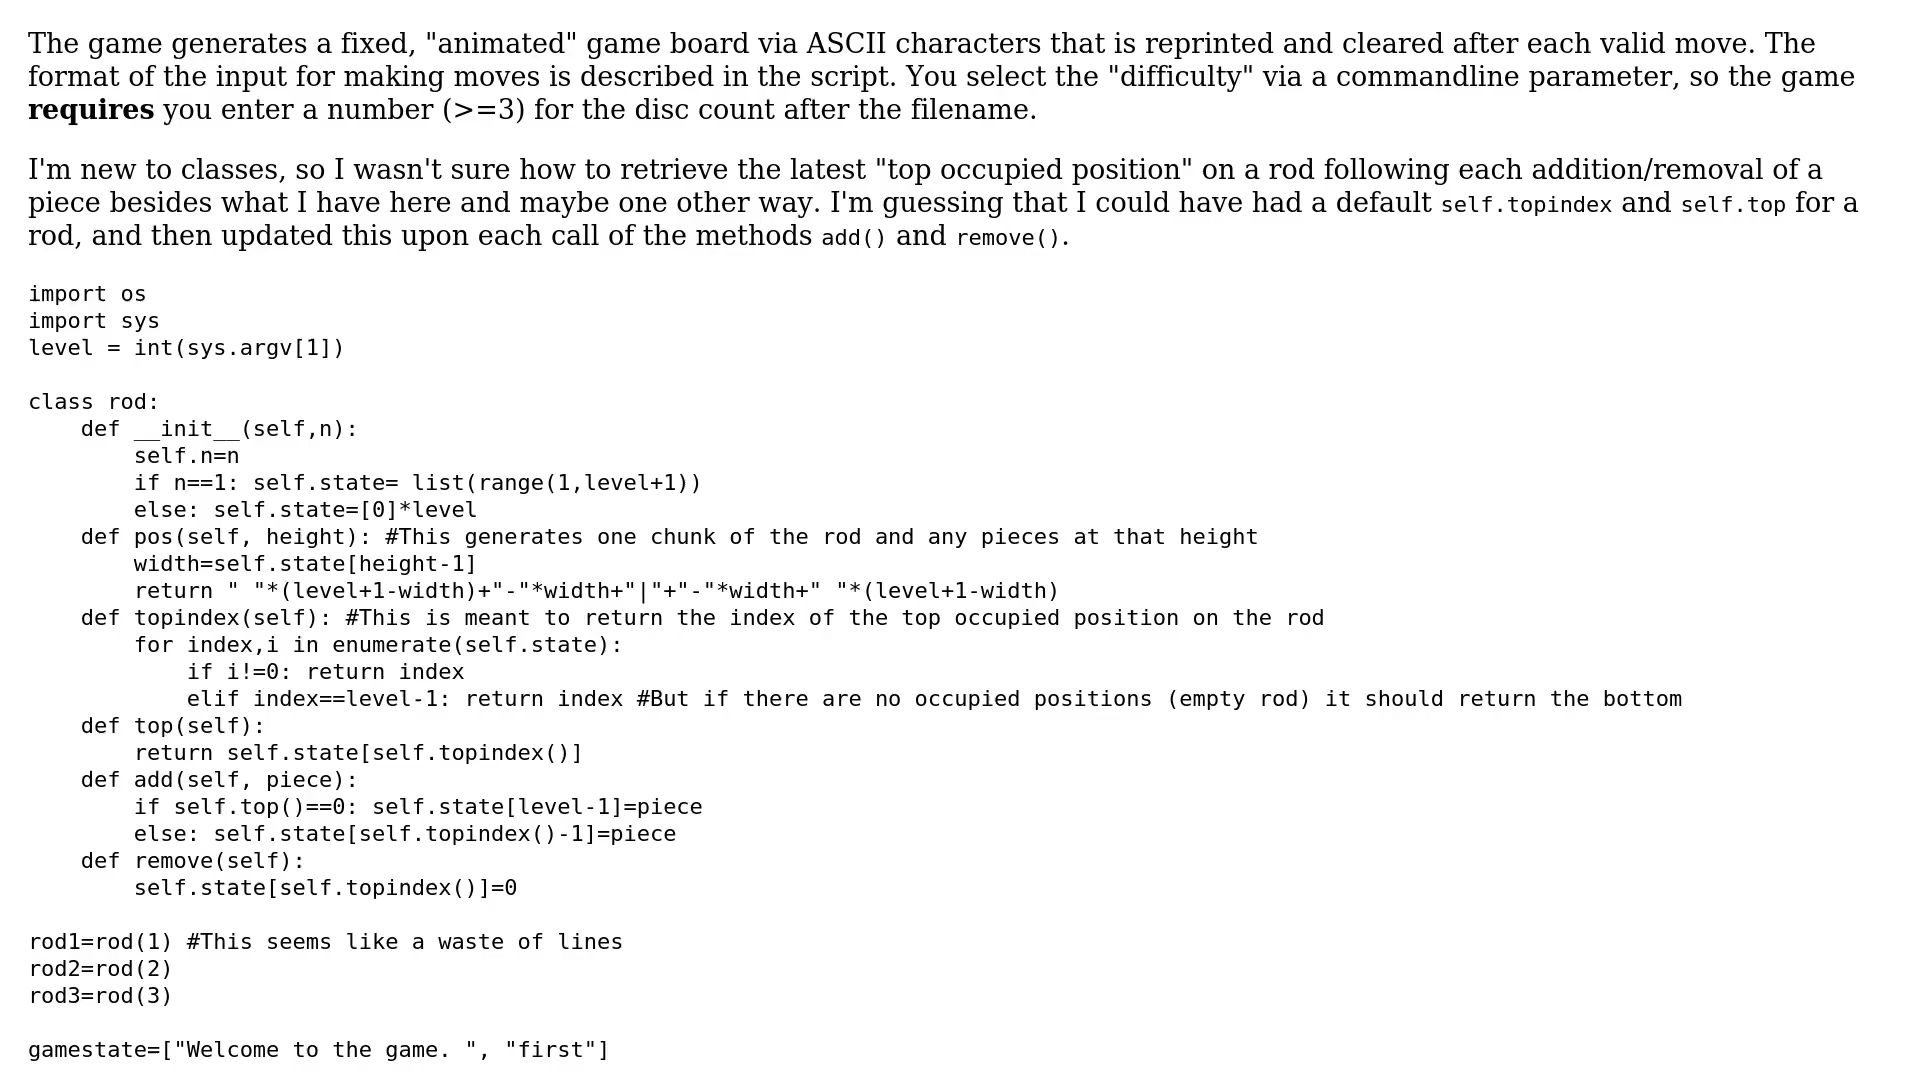 The game generates a fixed, "animated" game board via ASCII characters that is reprinted and cleared after each valid move. The
format of the input for making moves is described in the script. You select the "difficulty" via a commandline parameter, so the game
requires you enter a number (>=3) for the disc count after the filename.
I'm new to classes, so I wasn't sure how to retrieve the latest "top occupied position" on a rod following each addition/removal of a
piece besides what I have here and maybe one other way. I'm guessing that I could have had a default self.topindex and self.top for a
rod, and then updated this upon each call of the methods add() and remove().
import os
import sys
level = int(sys.argv[1])
class rod:
    def __init__(self,n):
        self.n=n
        if n==1: self.state= list(range(1,level+1))
        else: self.state=[0]*level
    def pos(self, height): #This generates one chunk of the rod and any pieces at that height
        width=self.state[height-1]
        return " "*(level+1-width)+"-"*width+"|"+"-"*width+" "*(level+1-width)
    def topindex(self): #This is meant to return the index of the top occupied position on the rod
        for index,i in enumerate(self.state):
            if i!=0: return index
            elif index==level-1: return index #But if there are no occupied positions (empty rod) it should return the bottom
    def top(self):
        return self.state[self.topindex()]
    def add(self, piece):
        if self.top()==0: self.state[level-1]=piece
        else: self.state[self.topindex()-1]=piece
    def remove(self):
        self.state[self.topindex()]=0
rod1=rod(1) #This seems like a waste of lines
rod2=rod(2)
rod3=rod(3)
gamestate=["Welcome to the game. ", "first"]